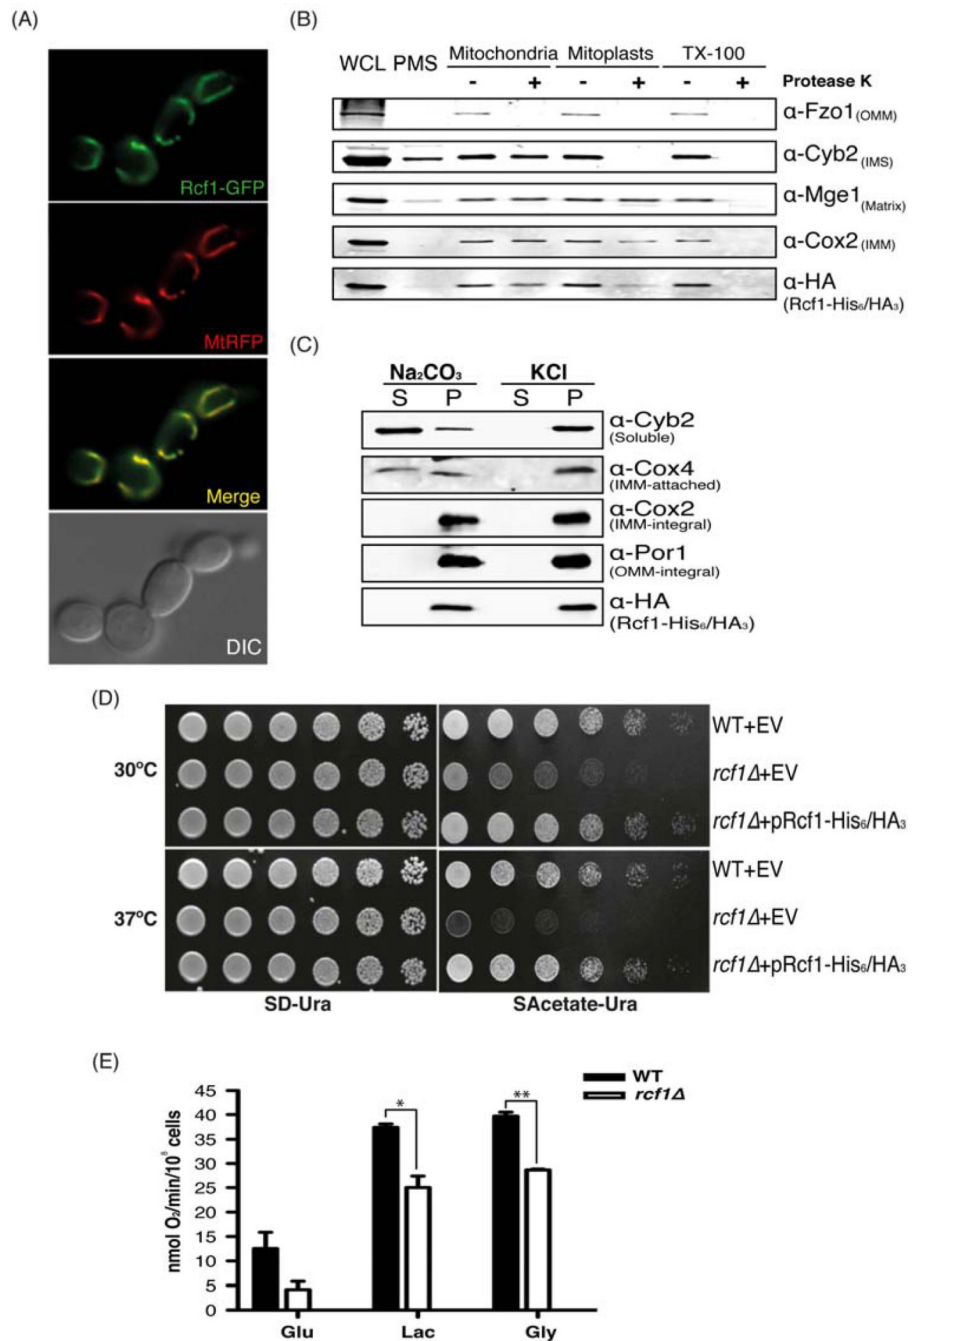 (A)
Rcf1-GFP
MtRFP
Merge
DIC
(B)
WCL PMS Mitochondria Mitoplasts TX-100
- + - + - + Protease K
α-Fzo1(OMM)
α-Cyb2(IMS)
α-Mge1(Matrix)
α-Cox2(IMM)
α-HA
(Rcf1-His₆/HA₃)
(C)
Na₂CO₃ KCl
S P S P
α-Cyb2
(Soluble)
α-Cox4
(IMM-attached)
α-Cox2
(IMM-integral)
α-Por1
(OMM-integral)
α-HA
(Rcf1-His₆/HA₃)
(D)
30ºC
WT+EV
rcf1Δ+EV
rcf1Δ+pRcf1-His₆/HA₃
37ºC
WT+EV
rcf1Δ+EV
rcf1Δ+pRcf1-His₆/HA₃
SD-Ura SAcetate-Ura
(E)
WT
rcf1Δ
nmol O₂/min/10⁸ cells
45
40
35
30
25
20
15
10
5
0
* **
Glu Lac Gly